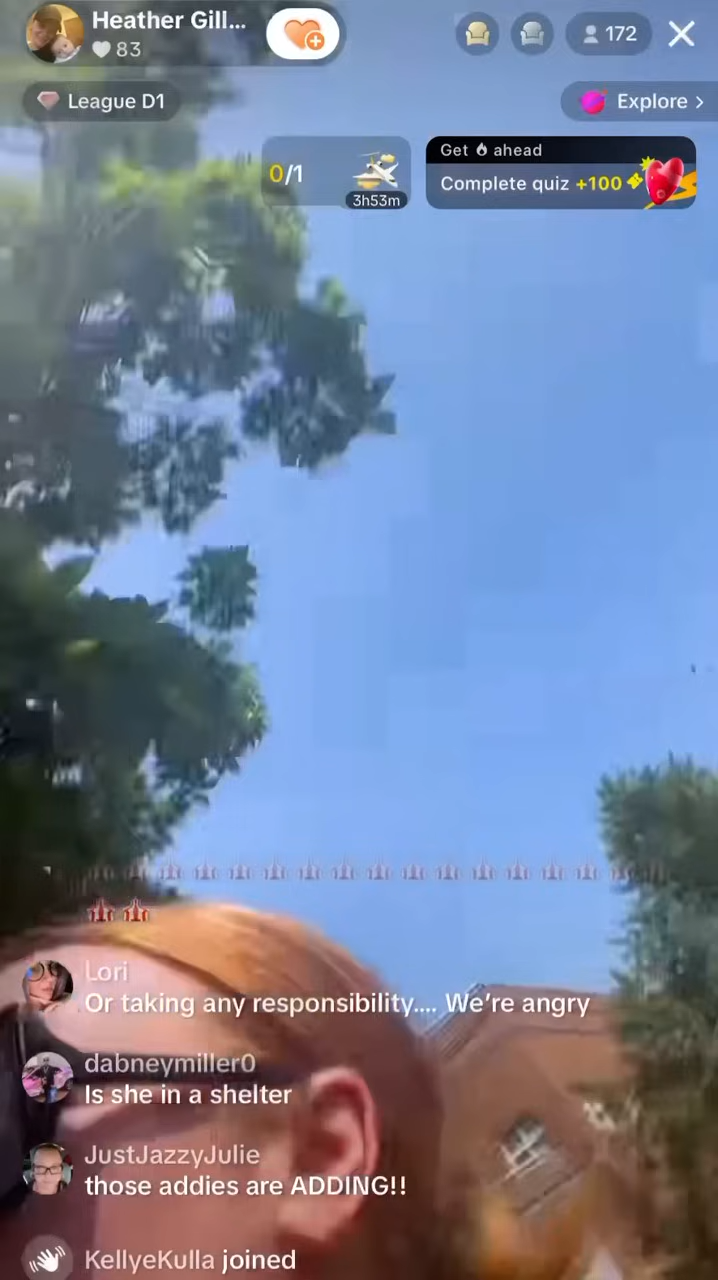 Heather Gill...
83
172
League D1
Explore >
0/1
3h53m
Get ahead
Complete quiz +100
Lori
Or taking any responsibility.... We're angry
dabneymiller0
Is she in a shelter
JustJazzyJulie
those addies are ADDING!!
KellyeKulla joined